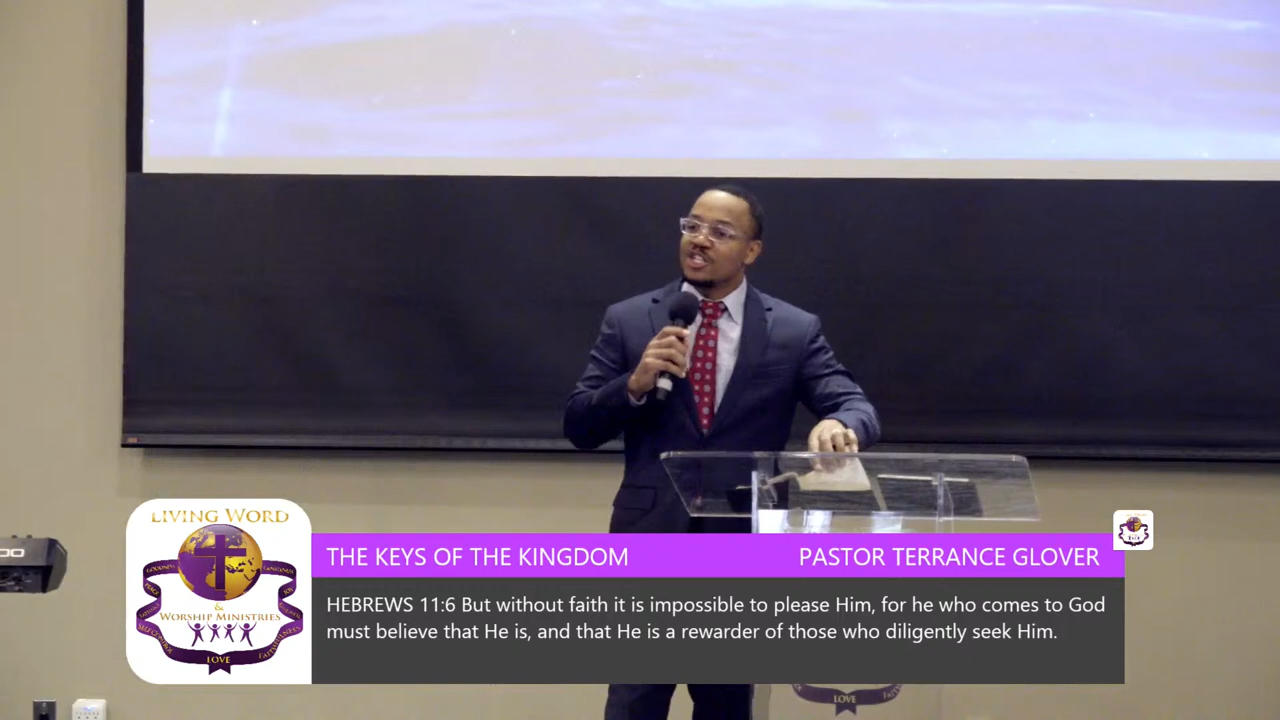 LIVING WORD
&
WORSHIP MINISTRIES
LOVE
THE KEYS OF THE KINGDOM
PASTOR TERRANCE GLOVER
HEBREWS 11:6 But without faith it is impossible to please Him, for he who comes to God
must believe that He is, and that He is a rewarder of those who diligently seek Him.
LOVE